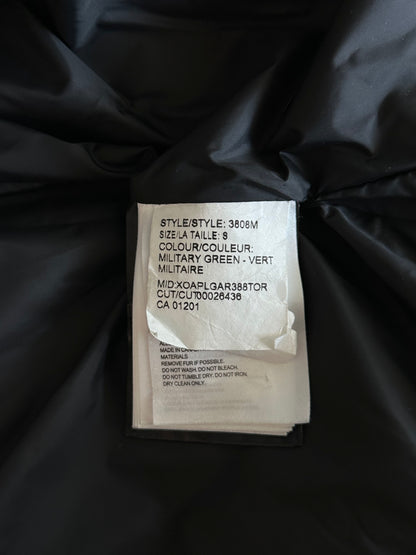 STYLE/STYLE: 3808M
SIZE/LA TAILLE: S
COLOUR/COULEUR:
MILITARY GREEN - VERT
MILITAIRE
MID:XOAPLGAR388TOR
CUT/CUT00026436
CA 01201
MADE IN
MATERIALS
REMOVE FUR IF POSSIBLE.
DO NOT WASH. DO NOT BLEACH.
DO NOT TUMBLE DRY. DO NOT IRON.
DRY CLEAN ONLY.